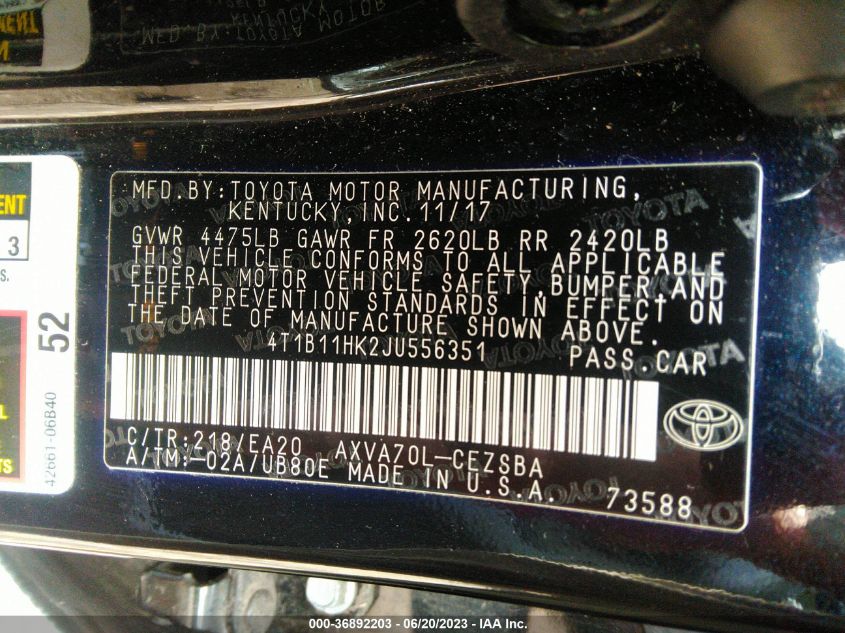 MFD.BY:TOYOTA MOTOR MANUFACTURING,
KENTUCKY,INC.11/17
GVWR 4475LB GAWR FR 2620LB RR 2420LB
THIS VEHICLE CONFORMS TO ALL APPLICABLE
FEDERAL MOTOR VEHICLE SAFETY,BUMPER,AND
THEFT PREVENTION STANDARDS IN EFFECT ON
THE DATE OF MANUFACTURE SHOWN ABOVE.
4T1B11HK2JU556351 PASS.CAR
C/TR:218/EA20 AXVA70L-CEZSBA
A/TM:-02A/UB80E MADE IN U.S.A. 73588
ENT
3
S.
52
42661-06B40
TOYOTA
000-36892203 - 06/20/2023 - IAA Inc.